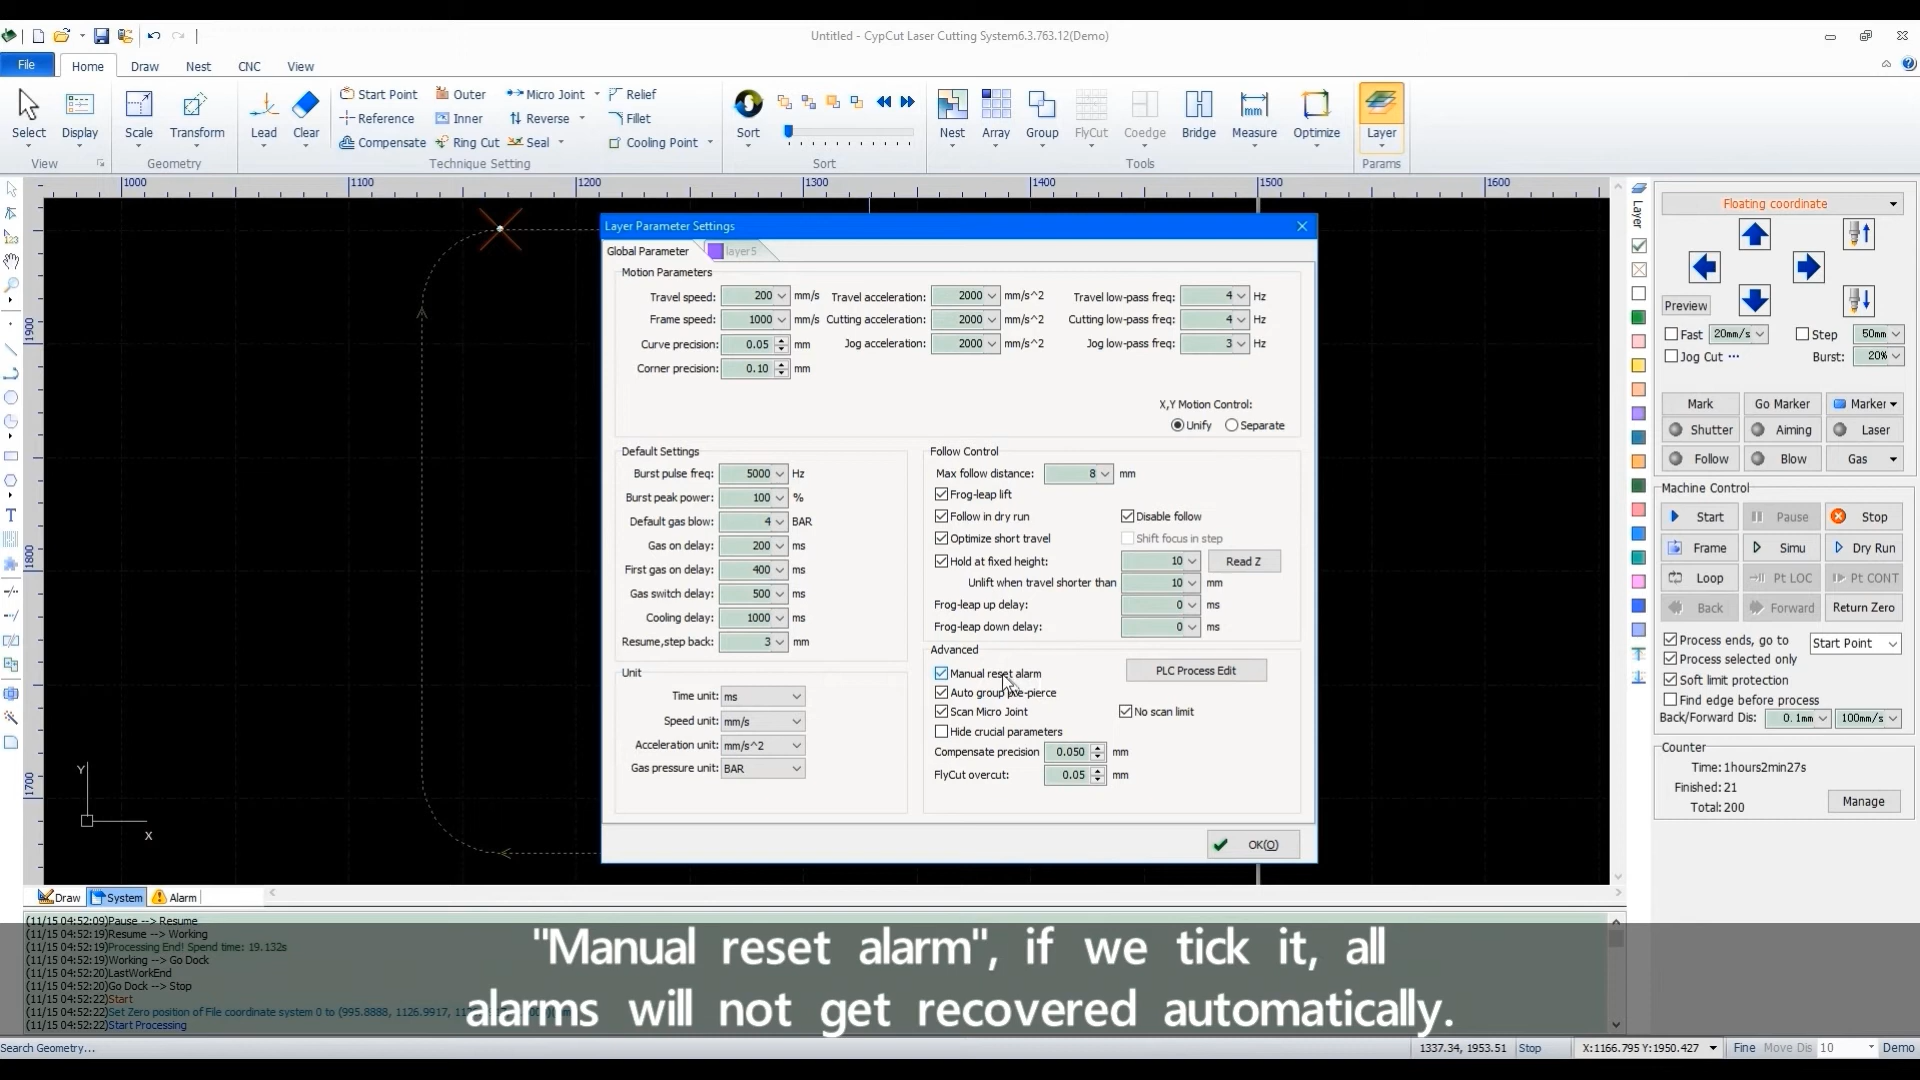 Untitled - CypCut Laser Cutting System6.3.763.12(Demo)
File Home Draw Nest CNC View
Start Point Outer Micro Joint Relief
Reference Inner Reverse Fillet
Compensate Ring Cut Seal Cooling Point
Select Display Scale Transform Lead Clear Sort Nest Array Group FlyCut Coedge Bridge Measure Optimize Layer
View Geometry Technique Setting Sort Tools Params
1000 1100 1200 1300 1400 1500 1600
1900
1800
1700
Y
X
Layer Parameter Settings
Global Parameter layer5
Motion Parameters
Travel speed: 200 mm/s Travel acceleration: 2000 mm/s^2 Travel low-pass freq: 4 Hz
Frame speed: 1000 mm/s Cutting acceleration: 2000 mm/s^2 Cutting low-pass freq: 4 Hz
Curve precision: 0.05 mm Jog acceleration: 2000 mm/s^2 Jog low-pass freq: 3 Hz
Corner precision: 0.10 mm
X,Y Motion Control:
Unify Separate
Default Settings
Burst pulse freq: 5000 Hz
Burst peak power: 100 %
Default gas blow: 4 BAR
Gas on delay: 200 ms
First gas on delay: 400 ms
Gas switch delay: 500 ms
Cooling delay: 1000 ms
Resume,step back: 3 mm
Unit
Time unit: ms
Speed unit: mm/s
Acceleration unit: mm/s^2
Gas pressure unit: BAR
Follow Control
Max follow distance: 8 mm
Frog-leap lift
Follow in dry run Disable follow
Optimize short travel Shift focus in step
Hold at fixed height: 10 Read Z
Unlift when travel shorter than 10 mm
Frog-leap up delay: 0 ms
Frog-leap down delay: 0 ms
Advanced
Manual reset alarm PLC Process Edit
Auto group pre-pierce
Scan Micro Joint No scan limit
Hide crucial parameters
Compensate precision 0.050 mm
FlyCut overcut: 0.05 mm
OK(O)
Layer
Floating coordinate
Preview
Fast 20mm/s Step 50mm
Jog Cut ... Burst: 20%
Mark Go Marker Marker
Shutter Aiming Laser
Follow Blow Gas
Machine Control
Start Pause Stop
Frame Simu Dry Run
Loop Pt LOC Pt CONT
Back Forward Return Zero
Process ends, go to Start Point
Process selected only
Soft limit protection
Find edge before process
Back/Forward Dis: 0.1mm 100mm/s
Counter
Time: 1hours2min27s
Finished: 21
Total: 200 Manage
Draw System Alarm
(11/15 04:52:09)Pause --> Resume
(11/15 04:52:19)Resume --> Working
(11/15 04:52:19)Processing End! Spend time: 19.132s
(11/15 04:52:19)Working --> Go Dock
(11/15 04:52:20)LastWorkEnd
(11/15 04:52:20)Go Dock --> Stop
(11/15 04:52:22)Start
(11/15 04:52:22)Set Zero position of File coordinate system 0 to (995.8888, 1126.9917,
(11/15 04:52:22)Start Processing
"Manual reset alarm", if we tick it, all
alarms will not get recovered automatically.
Search Geometry... 1337.34, 1953.51 Stop X:1166.795 Y:1950.427 Fine Move Dis 10 Demo